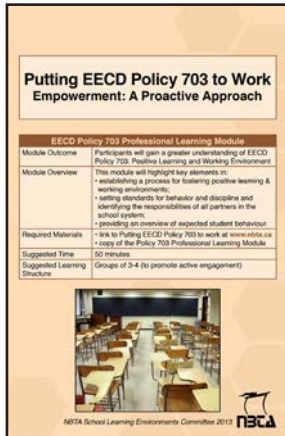 Putting EECD Policy 703 to Work
Empowerment: A Proactive Approach
EECD Policy 703 Professional Learning Module
Module Outcome
Participants will gain a greater understanding of EECD
Policy 703: Positive Learning and Working Environment
Module Overview
This module will highlight key elements in:
• establishing a process for fostering positive learning &
working environments;
• setting standards for behavior and discipline and
identifying the responsibilities of all partners in the
school system;
• providing an overview of expected student behaviour.
Required Materials
• link to Putting EECD Policy 703 to work at www.nbta.ca
• copy of the Policy 703 Professional Learning Module
Suggested Time
50 minutes
Suggested Learning
Structure
Groups of 3-4 (to promote active engagement)
NBTA School Learning Environments Committee 2013
NBTA